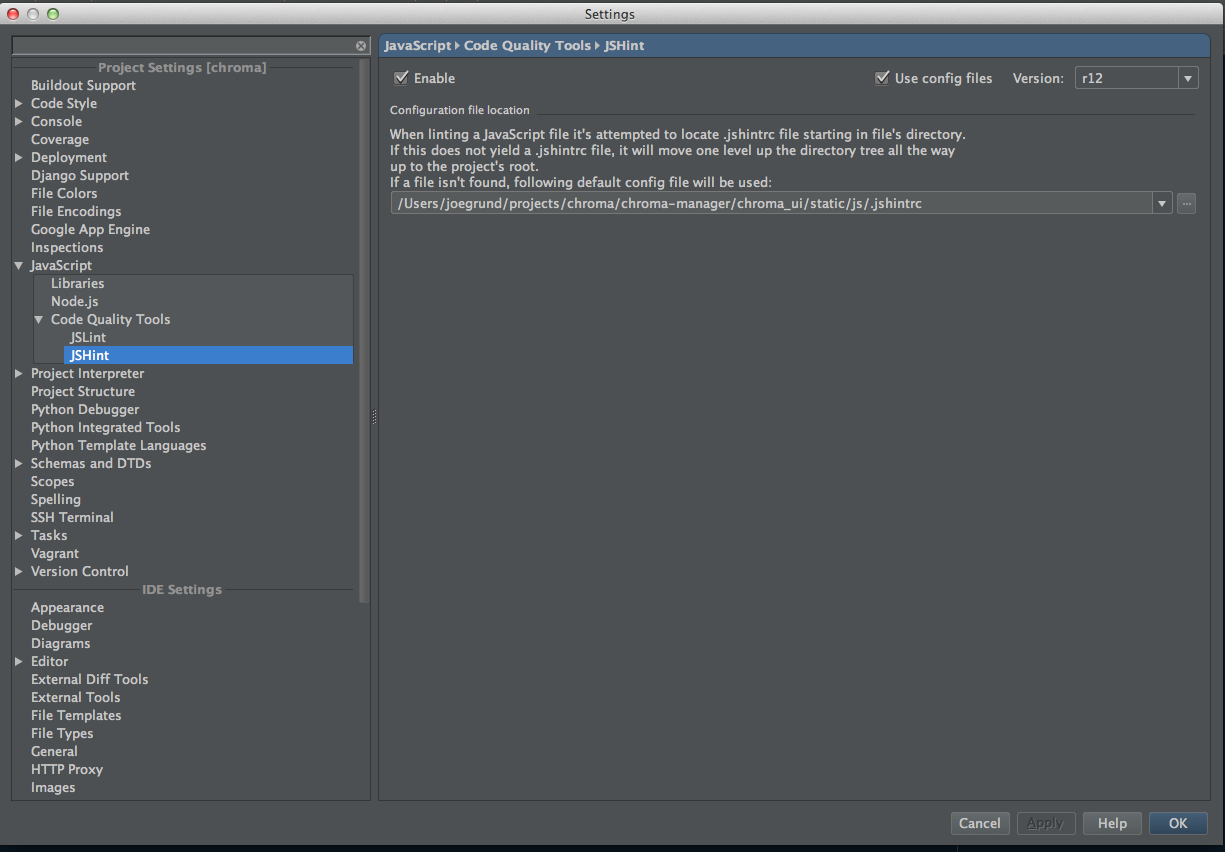 Settings
Project Settings [chroma]
Buildout Support
Code Style
Console
Coverage
Deployment
Django Support
File Colors
File Encodings
Google App Engine
Inspections
JavaScript
Libraries
Node.js
Code Quality Tools
JSLint
JSHint
Project Interpreter
Project Structure
Python Debugger
Python Integrated Tools
Python Template Languages
Schemas and DTDs
Scopes
Spelling
SSH Terminal
Tasks
Vagrant
Version Control
IDE Settings
Appearance
Debugger
Diagrams
Editor
External Diff Tools
External Tools
File Templates
File Types
General
HTTP Proxy
Images
JavaScript Code Quality Tools JSHint
Enable Use config files Version: r12
Configuration file location
When linting a JavaScript file it's attempted to locate .jshintrc file starting in file's directory.
If this does not yield a .jshintrc file, it will move one level up the directory tree all the way
up to the project's root.
If a file isn't found, following default config file will be used:
/Users/joegrund/projects/chroma/chroma-manager/chroma_ui/static/js/.jshintrc ...
Cancel Apply Help OK